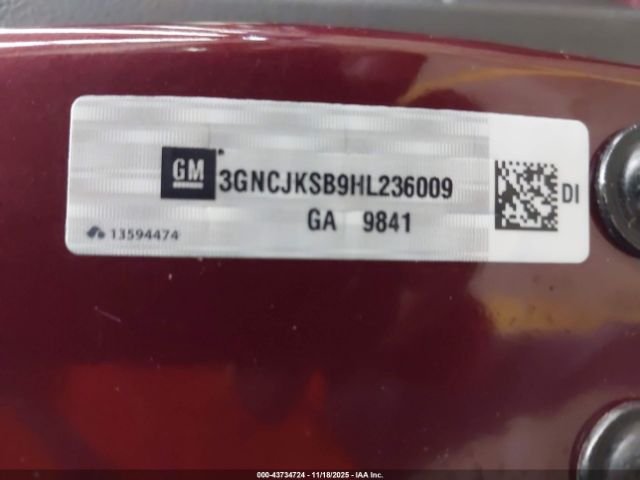 GM 3GNCJKSB9HL236009
GA 9841
13594474
DI
000-43734724 - 11/18/2025 - IAA Inc.